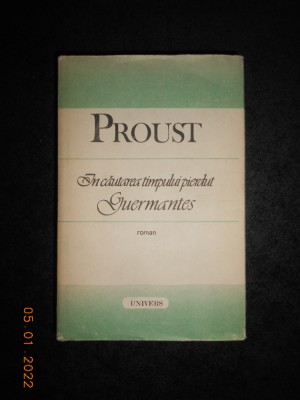 PROUST
În căutarea timpului pierdut
Guermantes
roman
UNIVERS
05.01.2022